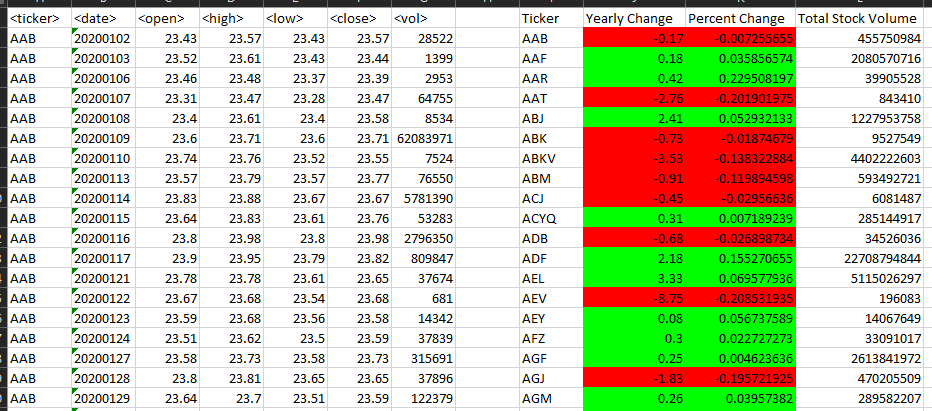 <ticker> <date> <open> <high> <low> <close> <vol> Ticker Yearly Change Percent Change Total Stock Volume
AAB 20200102 23.43 23.57 23.43 23.57 28522 AAB -0.17 -0.007255655 455750984
AAB 20200103 23.52 23.61 23.43 23.44 1399 AAF 0.18 0.035856574 2080570716
AAB 20200106 23.46 23.48 23.37 23.39 2953 AAR 0.42 0.229508197 39905528
AAB 20200107 23.31 23.47 23.28 23.47 64755 AAT -2.76 -0.201901975 843410
AAB 20200108 23.4 23.61 23.4 23.58 8534 ABJ 2.41 0.052932133 1227953758
AAB 20200109 23.6 23.71 23.6 23.71 62083971 ABK -0.73 -0.01874679 9527549
AAB 20200110 23.74 23.76 23.52 23.55 7524 ABKV -3.53 -0.138322884 4402222603
AAB 20200113 23.57 23.79 23.57 23.77 76550 ABM -0.91 -0.119894598 593492721
AAB 20200114 23.83 23.88 23.67 23.67 5781390 ACJ -0.45 -0.02956636 6081487
AAB 20200115 23.64 23.83 23.61 23.76 53283 ACYQ 0.31 0.007189239 285144917
AAB 20200116 23.8 23.98 23.8 23.98 2796350 ADB -0.68 -0.026898734 34526036
AAB 20200117 23.9 23.95 23.79 23.82 809847 ADF 2.18 0.155270655 22708794844
AAB 20200121 23.78 23.78 23.61 23.65 37674 AEL 3.33 0.069577936 5115026297
AAB 20200122 23.67 23.68 23.54 23.68 681 AEV -8.75 -0.208531935 196083
AAB 20200123 23.59 23.68 23.56 23.58 14342 AEY 0.08 0.056737589 14067649
AAB 20200124 23.51 23.62 23.5 23.59 37839 AFZ 0.3 0.022727273 33091017
AAB 20200127 23.58 23.73 23.58 23.73 315691 AGF 0.25 0.004623636 2613841972
AAB 20200128 23.8 23.81 23.65 23.65 37896 AGJ -1.83 -0.195721925 470205509
AAB 20200129 23.64 23.7 23.51 23.59 122379 AGM 0.26 0.03957382 289582207